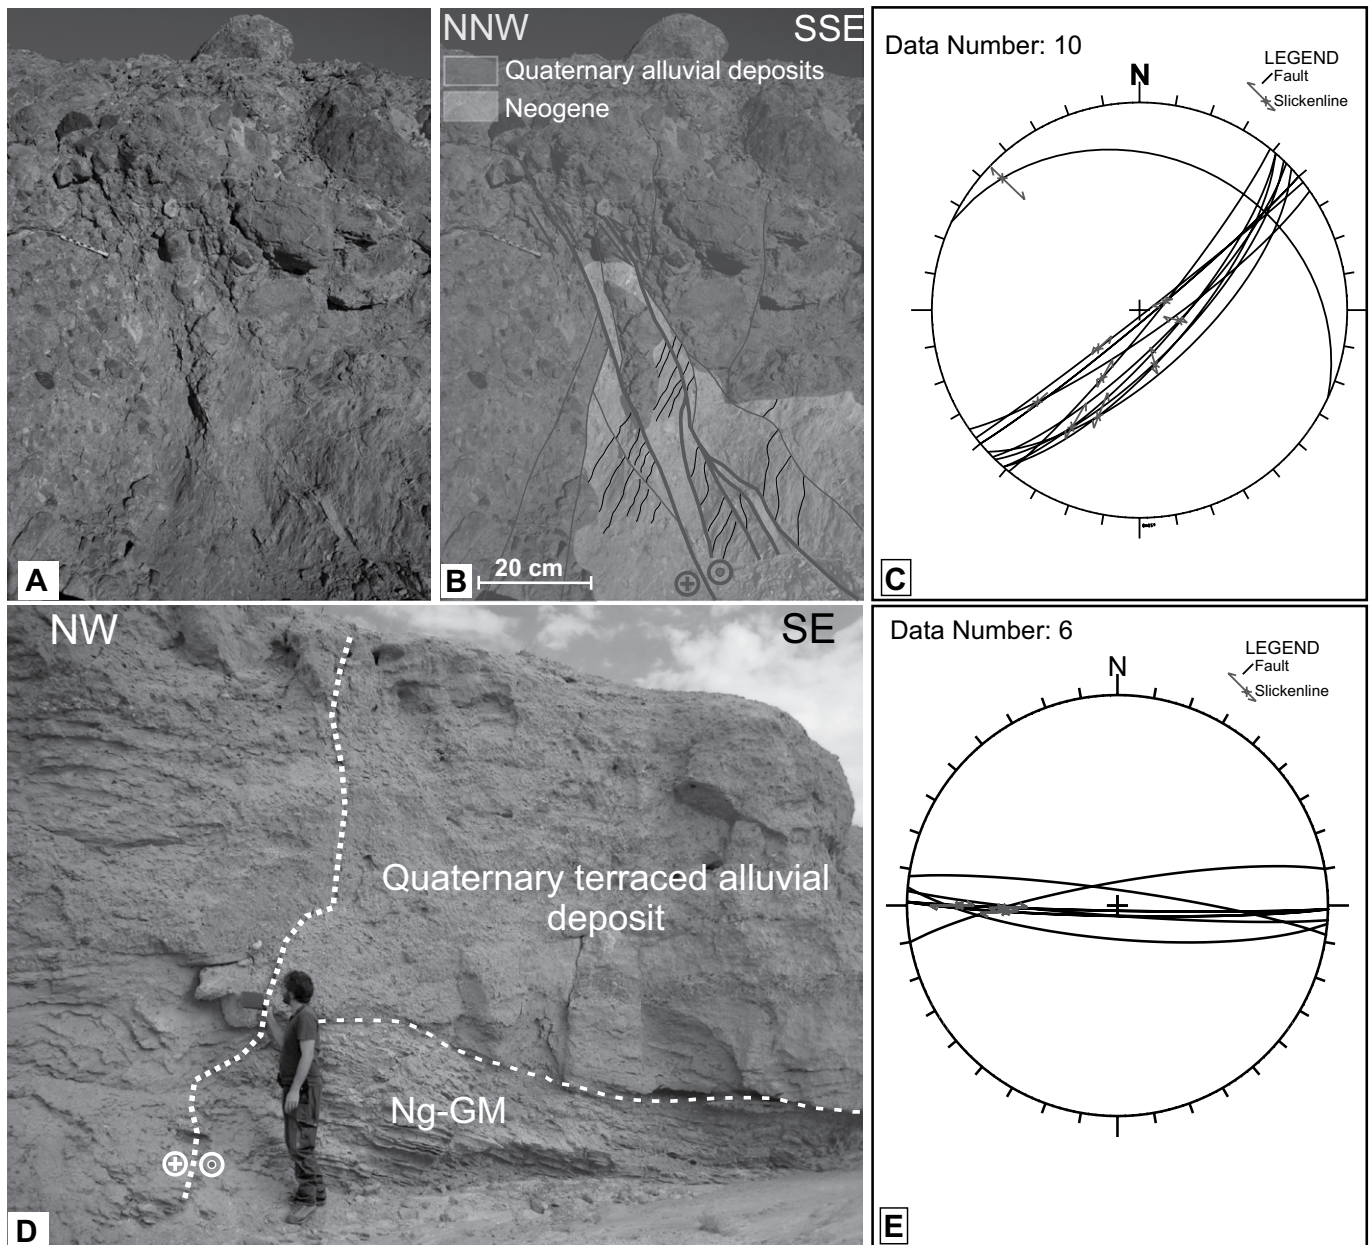 NNW
SSE
Quaternary alluvial deposits
Neogene
20 cm
A
B
Data Number: 10
LEGEND
Fault
Slickenline
N
C
NW
SE
Quaternary terraced alluvial
deposit
Ng-GM
D
Data Number: 6
LEGEND
Fault
Slickenline
N
E